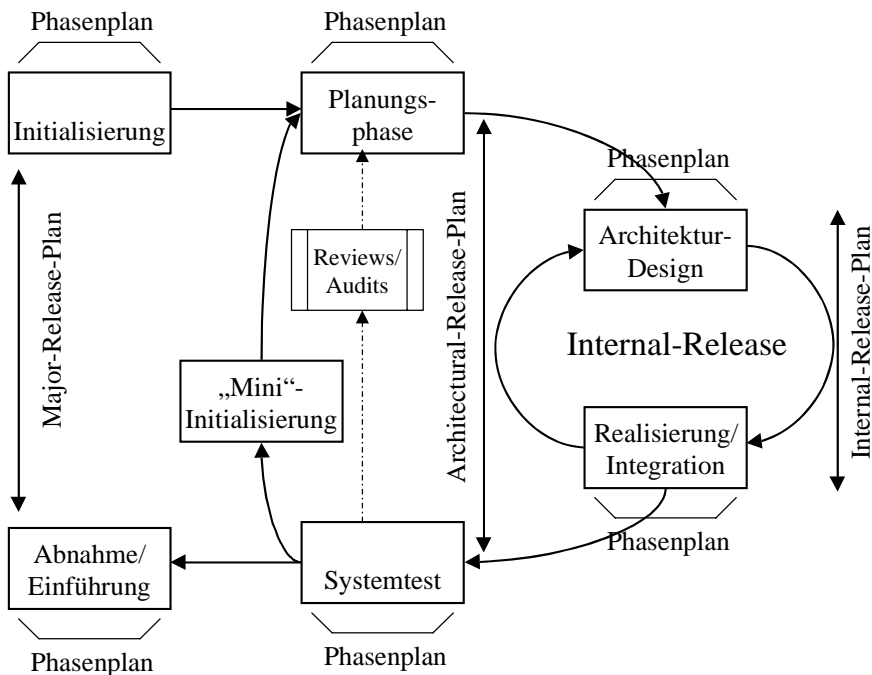 Phasenplan
Phasenplan
Initialisierung
Planungs-
phase
Phasenplan
Architektur-
Design
Reviews/
Audits
Major-Release-Plan
Architectural-Release-Plan
Internal-Release-Plan
Internal-Release
„Mini“-
Initialisierung
Realisierung/
Integration
Phasenplan
Abnahme/
Einführung
Systemtest
Phasenplan
Phasenplan